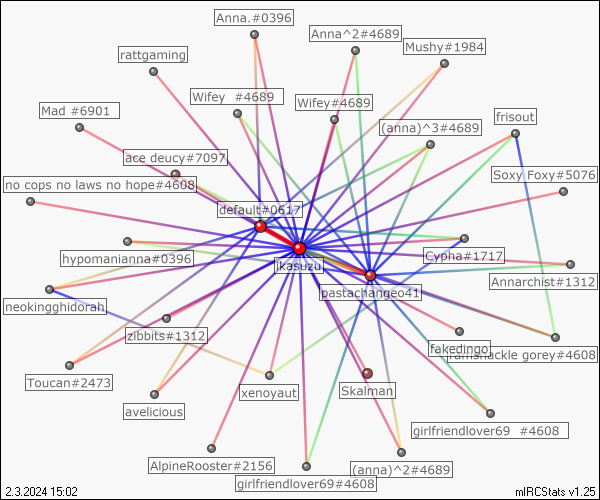 Anna.#0396
Anna^2#4689
Mushy#1984
rattgaming
Wifey  #4689
Wifey#4689
Mad #6901
frisout
(anna)^3#4689
ace deucy#7097
Soxy Foxy#5076
no cops no laws no hope#4608
default#0617
Cypha#1717
hypomanianna#0396
jkasuzu
Annarchist#1312
pastachangeo41
neokingghidorah
zibbits#1312
fakedingo
gorey#4608
Toucan#2473
xenoyaut
Skalman
avelicious
girlfriendlover69  #4608
AlpineRooster#2156
(anna)^2#4689
girlfriendlover69#4608
2.3.2024 15:02
mIRCStats v1.25